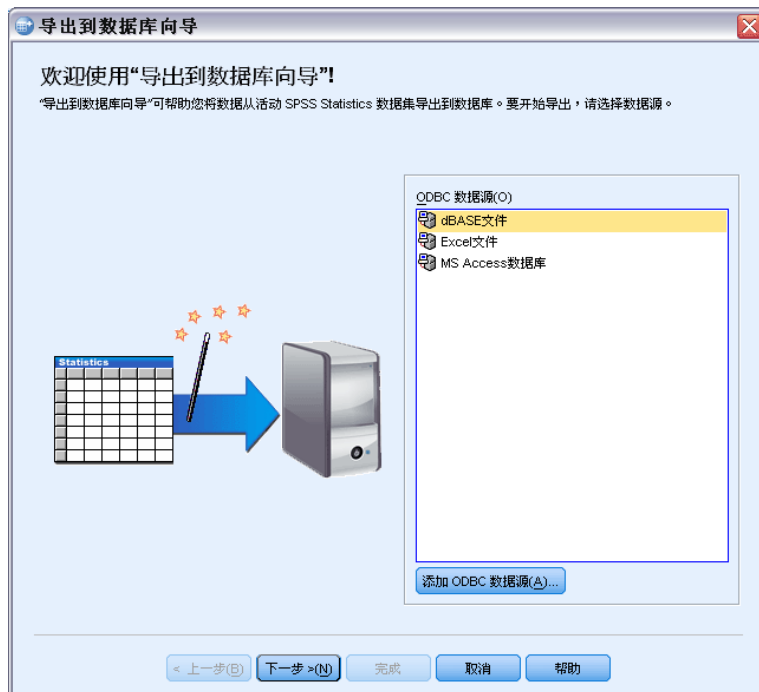 导出到数据库向导
欢迎使用“导出到数据库向导”!
“导出到数据库向导”可帮助您将数据从活动 SPSS Statistics 数据集导出到数据库。要开始导出，请选择数据源。
ODBC 数据源(O)
dBASE文件
Excel文件
MS Access数据库
Statistics
添加 ODBC 数据源(A)...
< 上一步(B) 下一步 >(N) 完成 取消 帮助